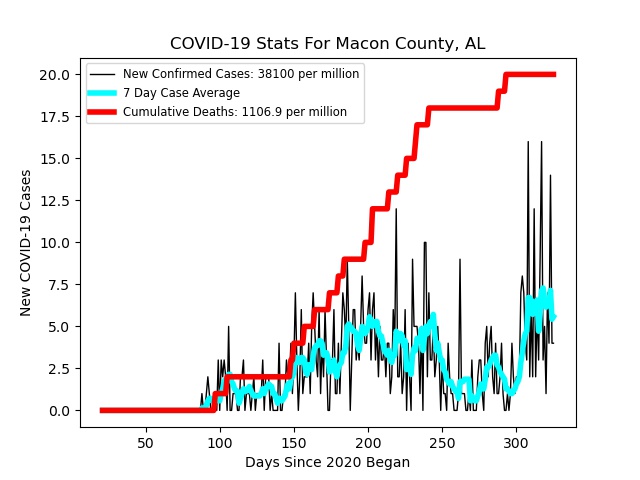 COVID-19 Stats For Macon County, AL
New Confirmed Cases: 38100 per million
7 Day Case Average
Cumulative Deaths: 1106.9 per million
New COVID-19 Cases
20.0
17.5
15.0
12.5
10.0
7.5
5.0
2.5
0.0
50 100 150 200 250 300
Days Since 2020 Began